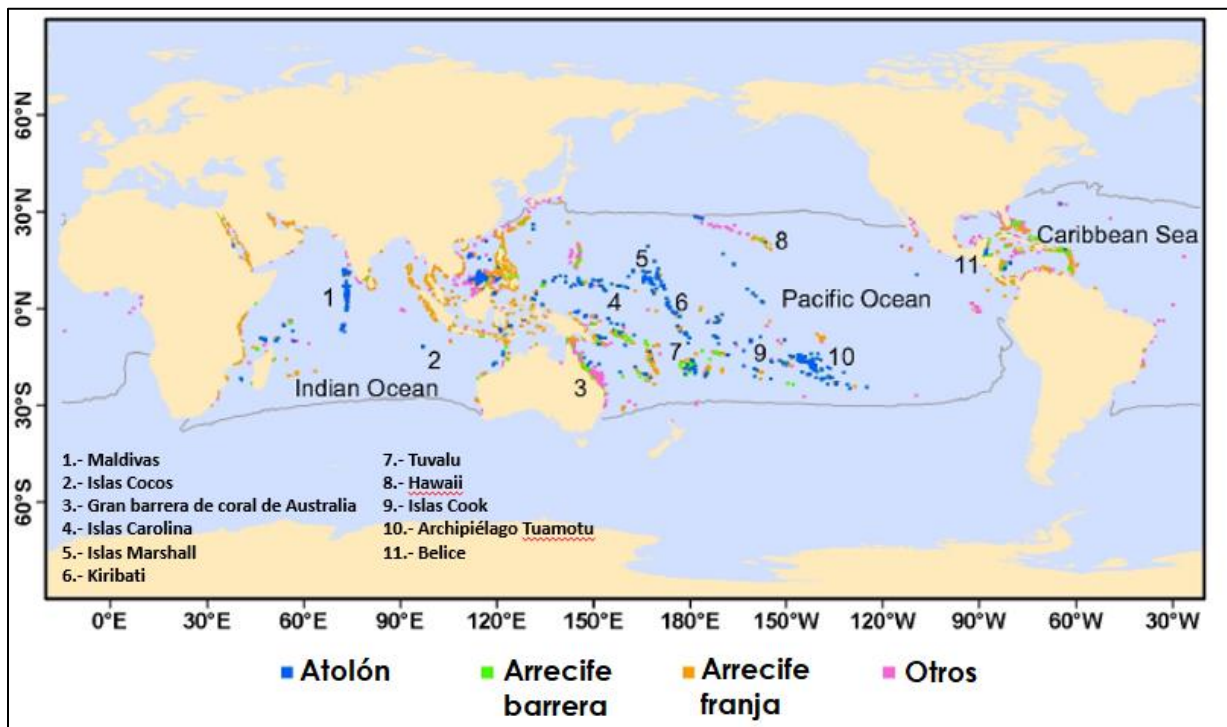 60°N
30°N
0°N
30°S
60°S
Caribbean Sea
8
11
5
1
4
6
Pacific Ocean
2
7
9
10
Indian Ocean
3
1.- Maldivas
2.- Islas Cocos
3.- Gran barrera de coral de Australia
4.- Islas Carolina
5.- Islas Marshall
6.- Kiribati
7.- Tuvalu
8.- Hawaii
9.- Islas Cook
10.- Archipiélago Tuamotu
11.- Belice
0°E 30°E 60°E 90°E 120°E 150°E 180°E 150°W 120°W 90°W 60°W 30°W
Atolón
Arrecife
barrera
Arrecife
franja
Otros